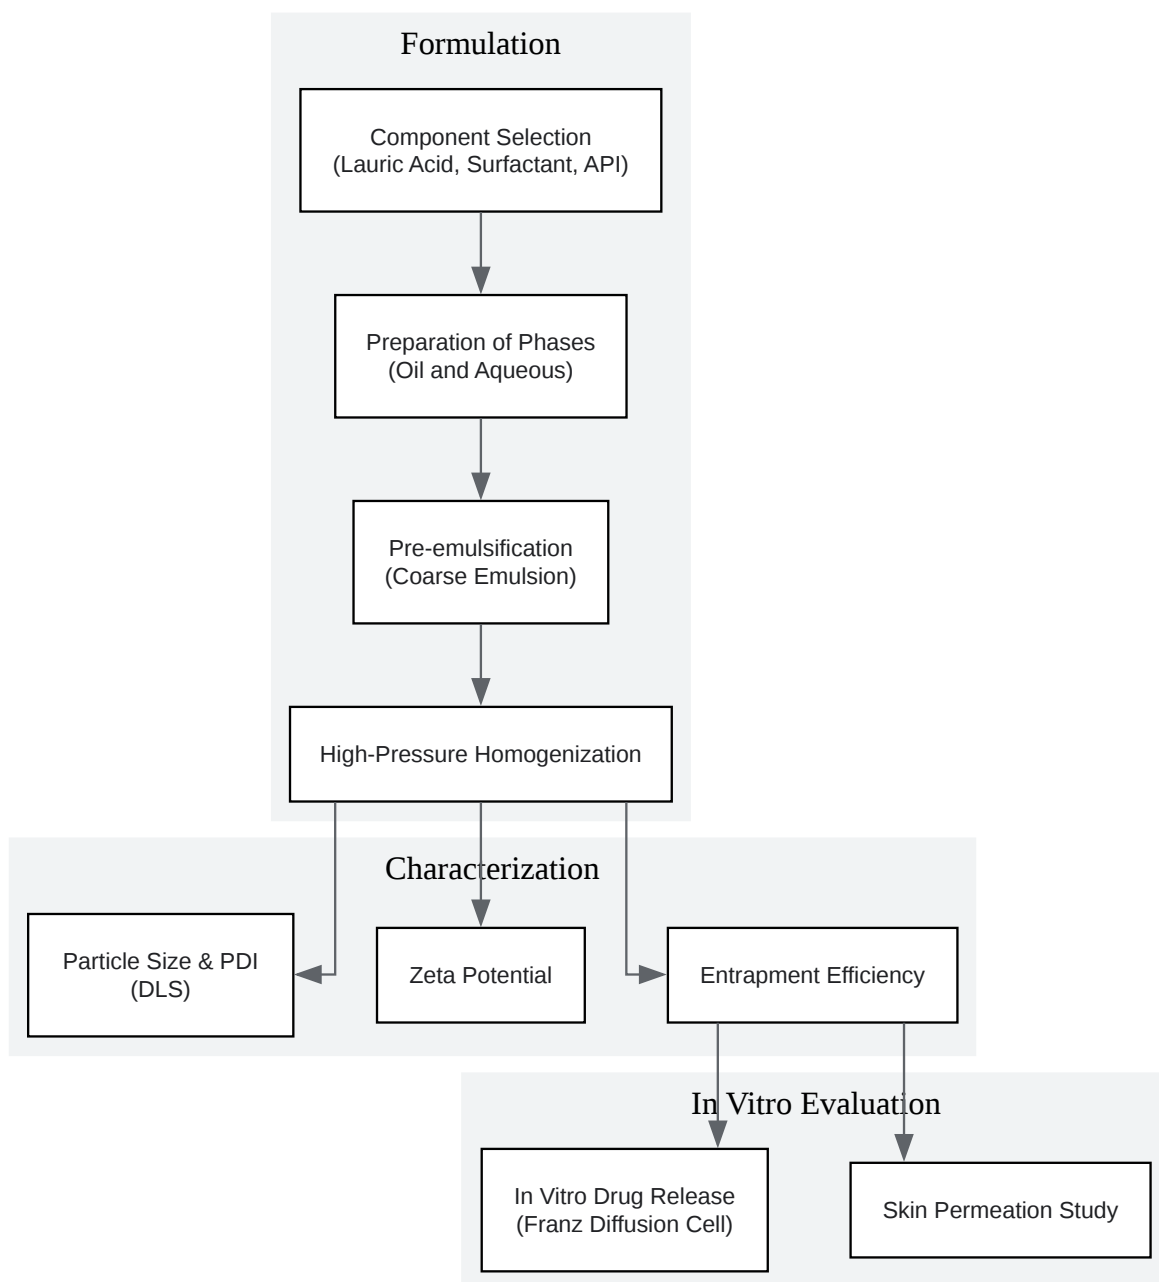 Formulation
Component Selection
(Lauric Acid, Surfactant, API)
Preparation of Phases
(Oil and Aqueous)
Pre-emulsification
(Coarse Emulsion)
High-Pressure Homogenization
Characterization
Particle Size & PDI
(DLS)
Zeta Potential
Entrapment Efficiency
In Vitro Evaluation
In Vitro Drug Release
(Franz Diffusion Cell)
Skin Permeation Study